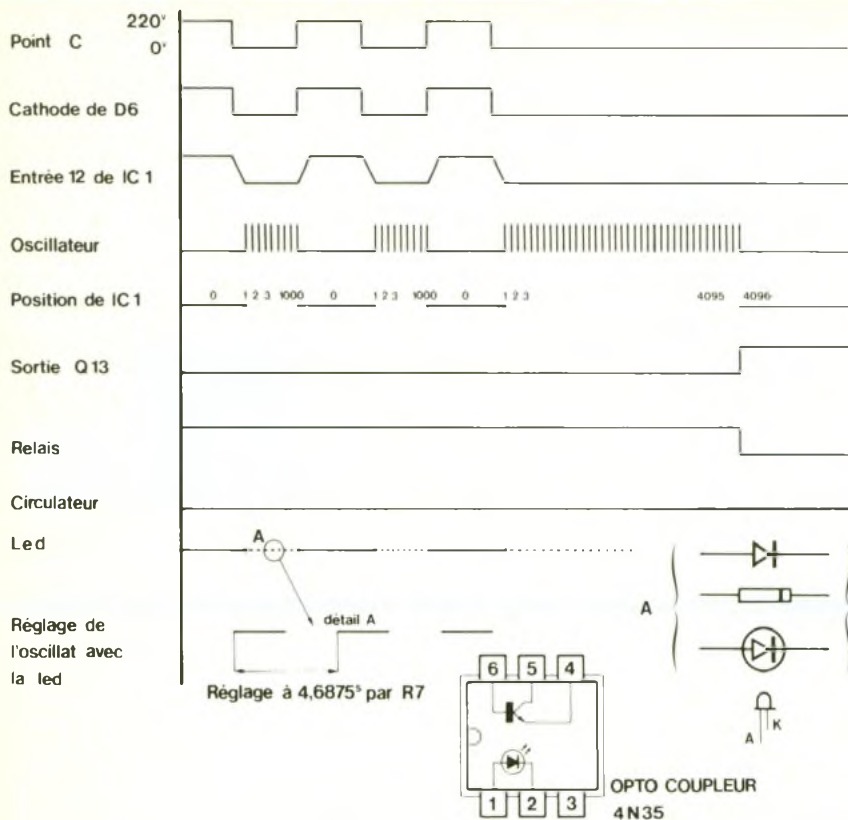 220v
Point C
0v
Cathode de D6
Entrée 12 de IC 1
Oscillateur
Position de IC 1 0 1 2 3 1000 0 1 2 3 1000 0 1 2 3 4095 4096
Sortie Q 13
Relais
Circulateur
Led A
A
Réglage de
l'oscillat avec
la led
détail A
Réglage à 4,6875s par R7
6 5 4
A K
1 2 3
OPTO COUPLEUR
4N35